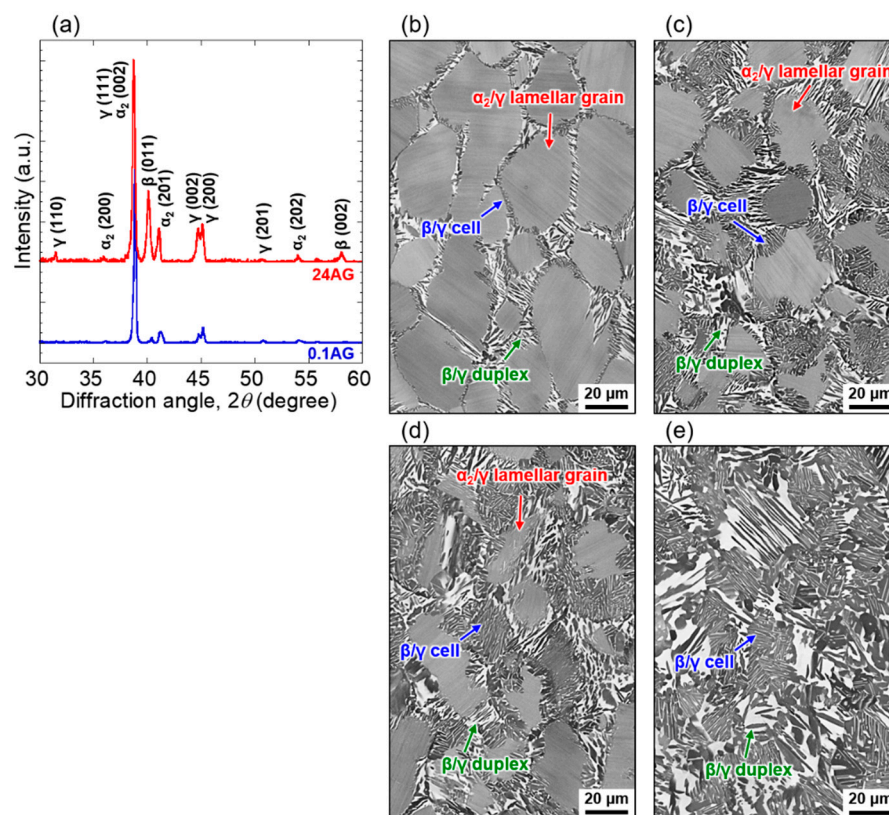 (a)
Intensity (a.u.)
γ (110)
α₂ (200)
γ (111)
α₂ (002)
β (011)
α₂ (201)
γ (002)
γ (200)
γ (201)
α₂ (202)
β (002)
24AG
0.1AG
30 35 40 45 50 55 60
Diffraction angle, 2θ (degree)
(b)
α₂/γ lamellar grain
β/γ cell
β/γ duplex
20 μm
(c)
α₂/γ lamellar grain
β/γ cell
β/γ duplex
20 μm
(d)
α₂/γ lamellar grain
β/γ cell
β/γ duplex
20 μm
(e)
β/γ cell
β/γ duplex
20 μm